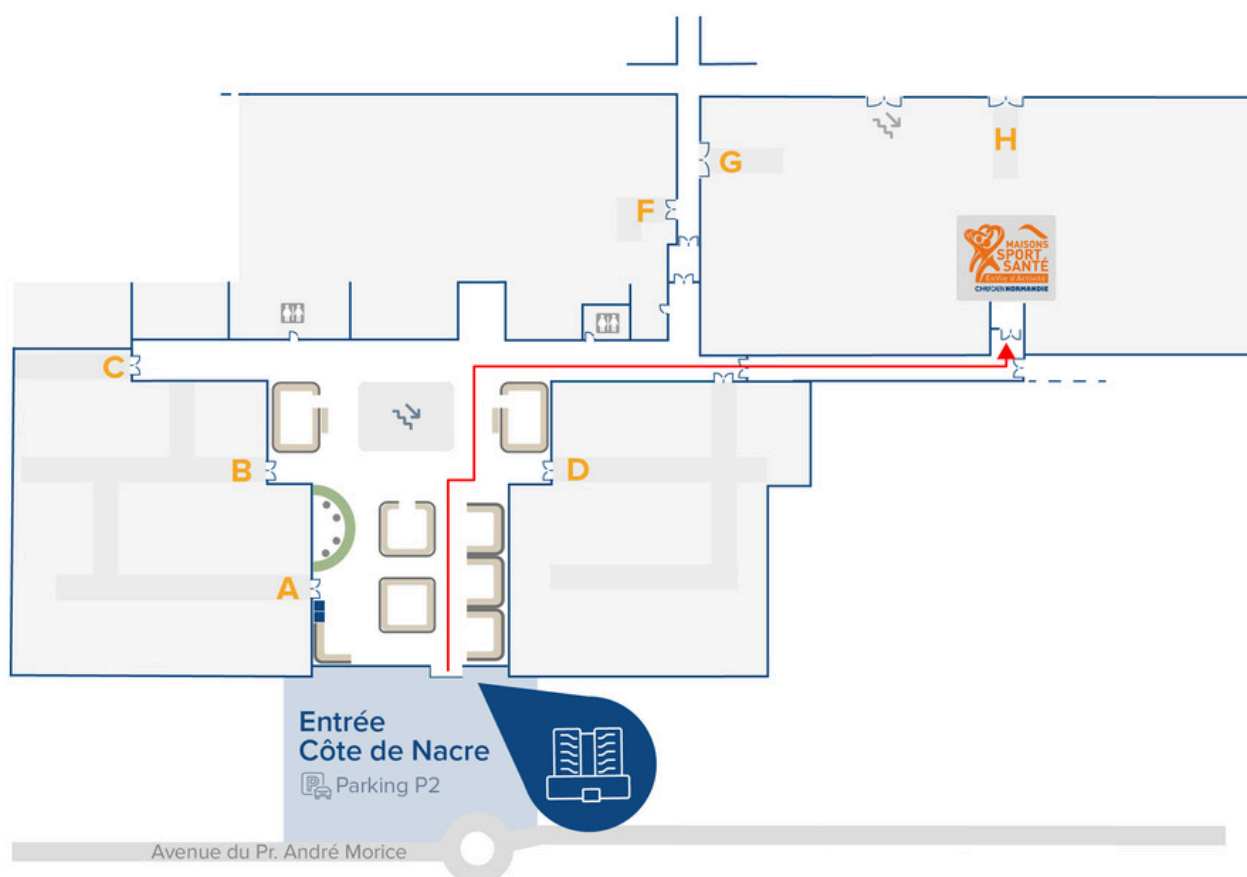 H
G
F
MAISONS
SPORT
SANTÉ
EnVie d'Activité
CHU CAEN NORMANDIE
C
B
D
A
Entrée
Côte de Nacre
P Parking P2
Avenue du Pr. André Morice